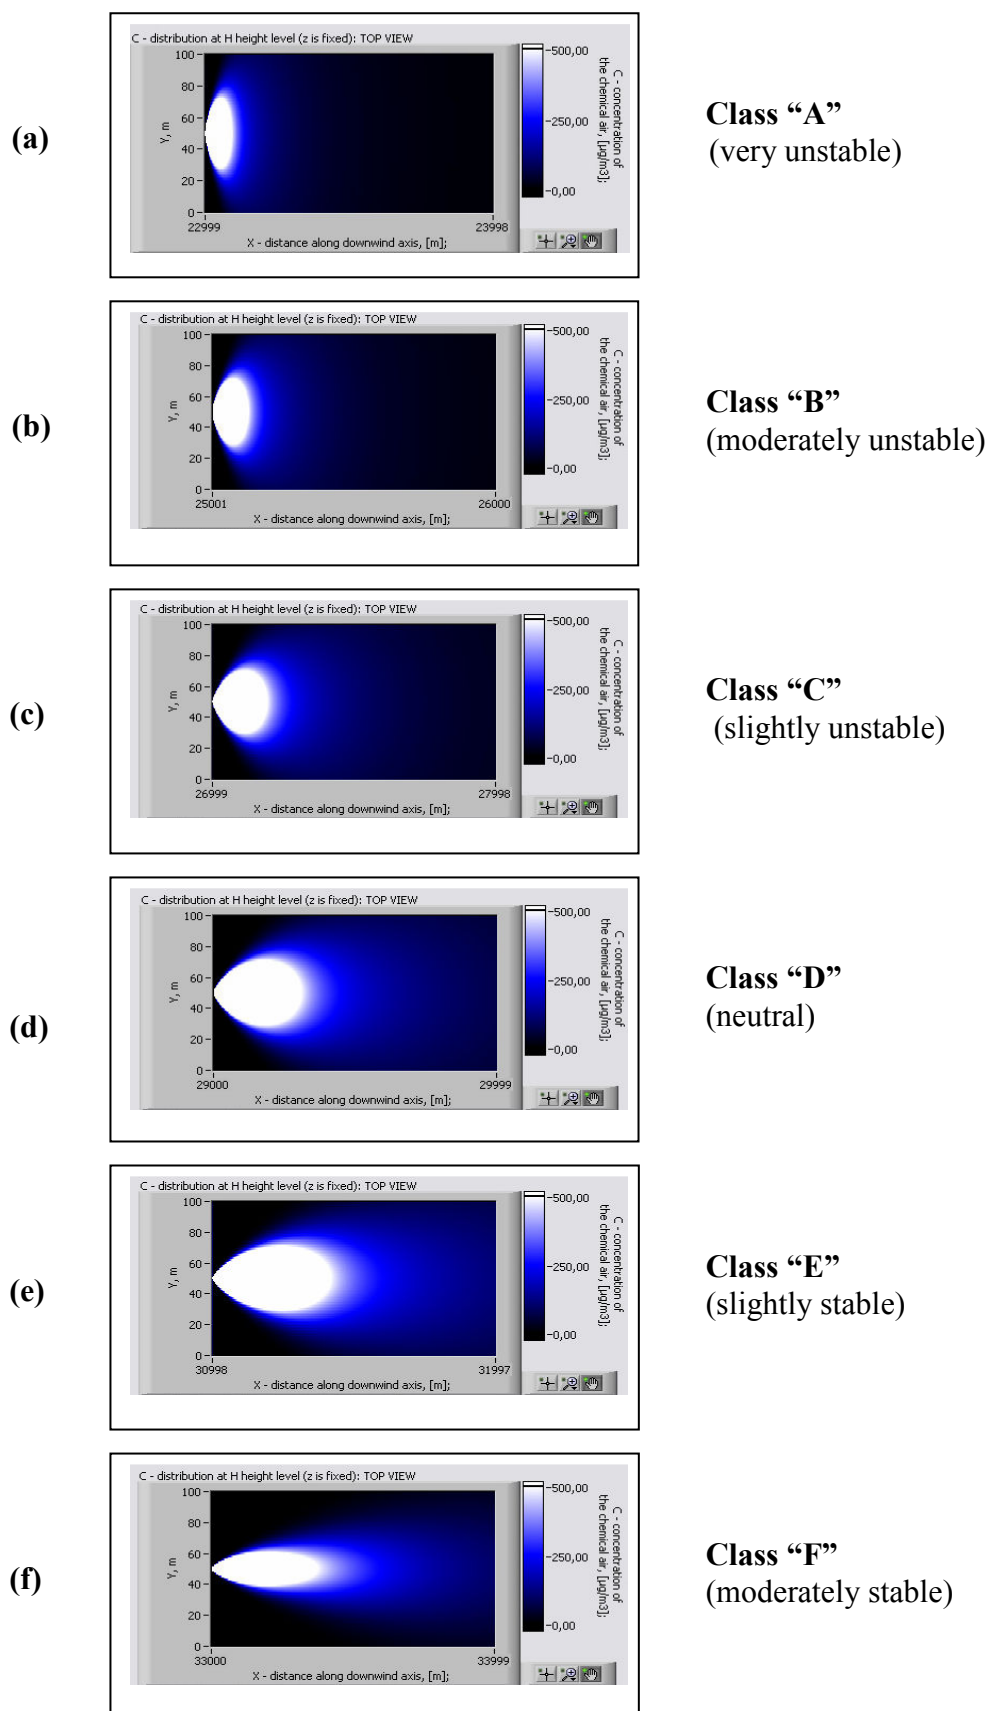 (a)
C - distribution at H height level (z is fixed): TOP VIEW
100
80
60
40
20
0
Y, m
22999
23998
X - distance along downwind axis, [m];
500,00
250,00
0,00
C - concentration of
the chemical air, [µg/m3];
Class “A”
(very unstable)
(b)
C - distribution at H height level (z is fixed): TOP VIEW
100
80
60
40
20
0
Y, m
25001
26000
X - distance along downwind axis, [m];
500,00
250,00
0,00
C - concentration of
the chemical air, [µg/m3];
Class “B”
(moderately unstable)
(c)
C - distribution at H height level (z is fixed): TOP VIEW
100
80
60
40
20
0
Y, m
26999
27998
X - distance along downwind axis, [m];
500,00
250,00
0,00
C - concentration of
the chemical air, [µg/m3];
Class “C”
(slightly unstable)
(d)
C - distribution at H height level (z is fixed): TOP VIEW
100
80
60
40
20
0
Y, m
29000
29999
X - distance along downwind axis, [m];
500,00
250,00
0,00
C - concentration of
the chemical air, [µg/m3];
Class “D”
(neutral)
(e)
C - distribution at H height level (z is fixed): TOP VIEW
100
80
60
40
20
0
Y, m
30998
31997
X - distance along downwind axis, [m];
500,00
250,00
0,00
C - concentration of
the chemical air, [µg/m3];
Class “E”
(slightly stable)
(f)
C - distribution at H height level (z is fixed): TOP VIEW
100
80
60
40
20
0
Y, m
33000
33999
X - distance along downwind axis, [m];
500,00
250,00
0,00
C - concentration of
the chemical air, [µg/m3];
Class “F”
(moderately stable)